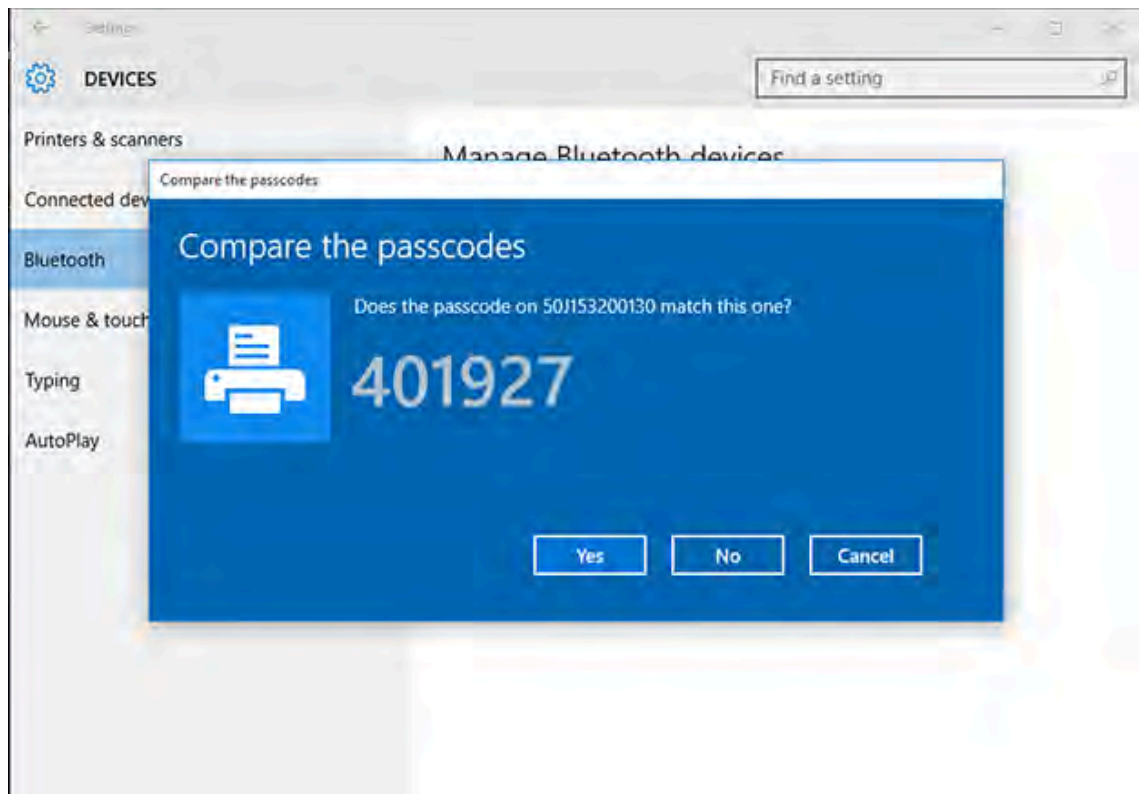 Settings
DEVICES
Find a setting
Printers & scanners
Manage Bluetooth devices
Compare the passcodes
Connected dev
Compare the passcodes
Bluetooth
Does the passcode on 50J153200130 match this one?
Mouse & touch
401927
Typing
AutoPlay
Yes
No
Cancel